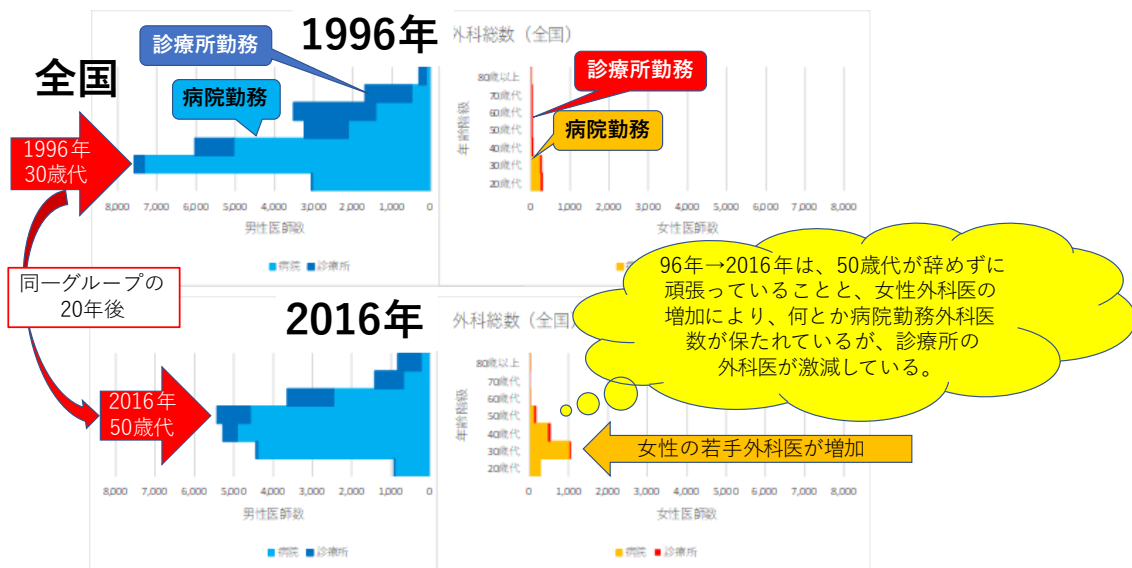 1996年
外科総数（全国）
全国
診療所勤務
病院勤務
1996年
30歳代
8,000 7,000 6,000 5,000 4,000 3,000 2,000 1,000 0
男性医師数
病院 診療所
診療所勤務
病院勤務
年齢階級
80歳以上
70歳代
60歳代
50歳代
40歳代
30歳代
20歳代
0 1,000 2,000 3,000 4,000 5,000 6,000 7,000 8,000
女性医師数
同一グループの
20年後
96年→2016年は、50歳代が辞めずに
頑張っていることと、女性外科医の
増加により、何とか病院勤務外科医
数が保たれているが、診療所の
外科医が激減している。
2016年
外科総数（全国）
2016年
50歳代
8,000 7,000 6,000 5,000 4,000 3,000 2,000 1,000 0
男性医師数
病院 診療所
年齢階級
80歳以上
70歳代
60歳代
50歳代
40歳代
30歳代
20歳代
女性の若手外科医が増加
0 1,000 2,000 3,000 4,000 5,000 6,000 7,000 8,000
女性医師数
病院 診療所